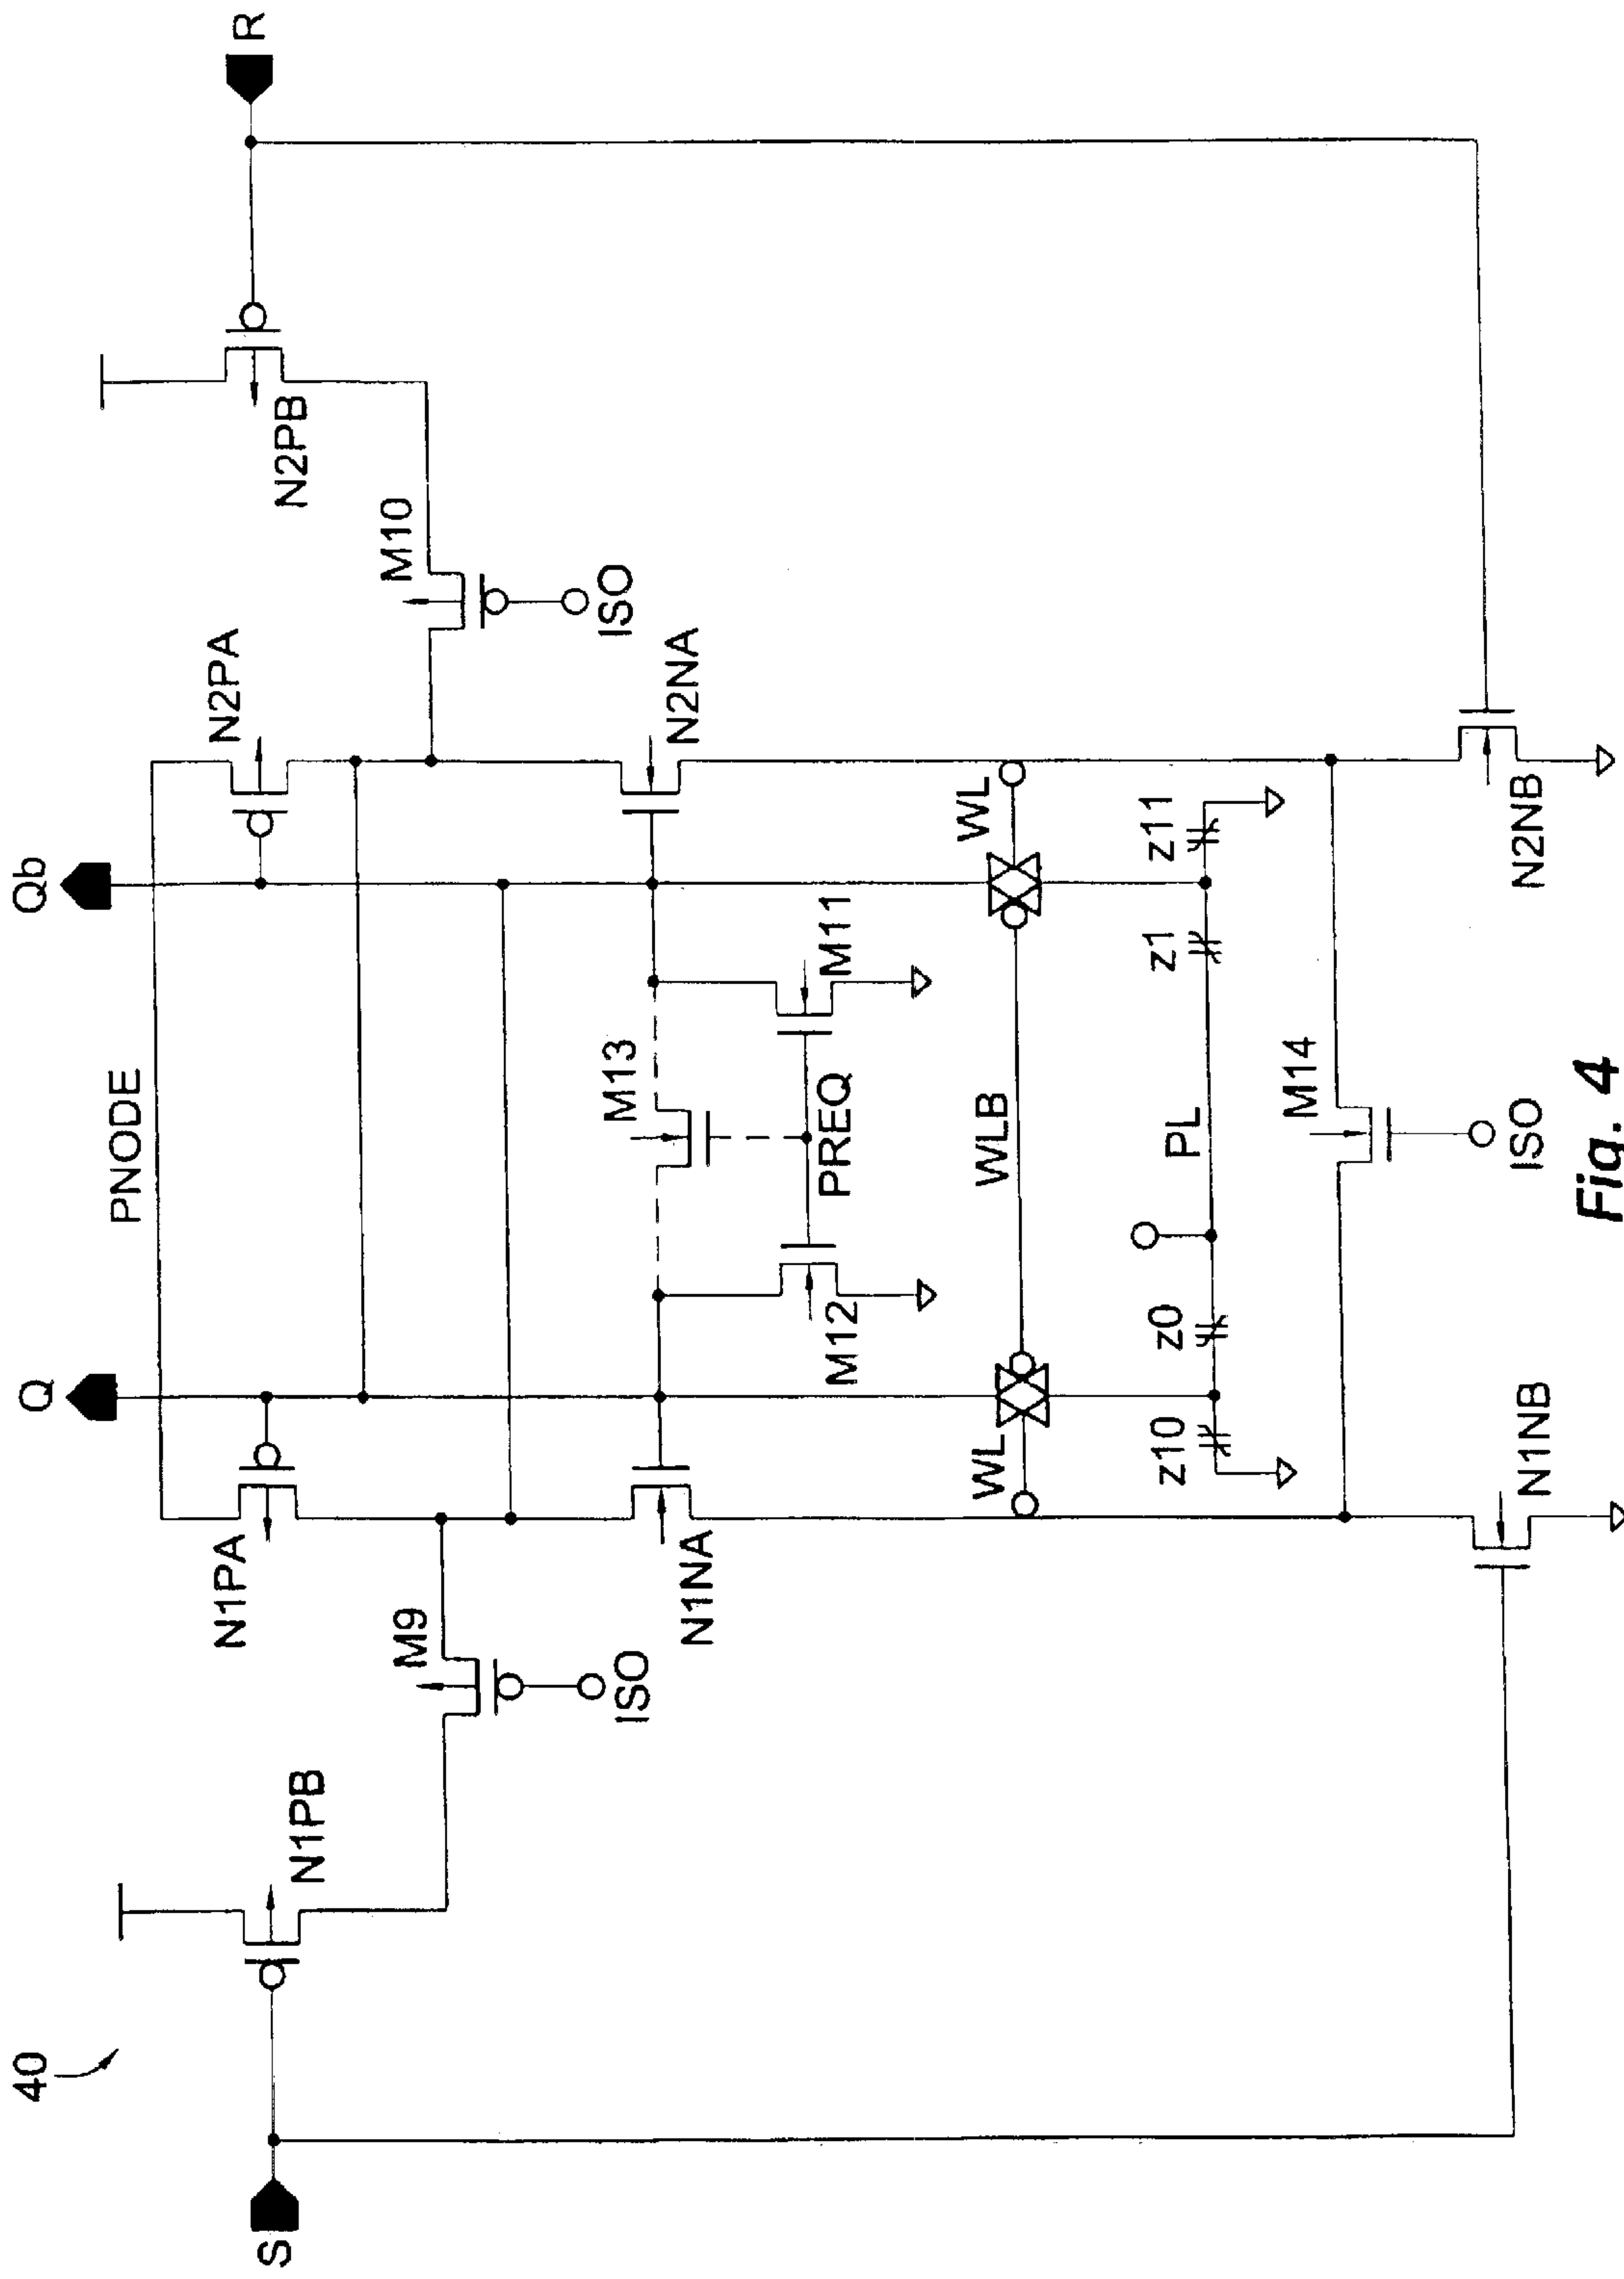 40
S
R
Q
Qb
PNODE
N1PB
N1PA
N2PA
N2PB
M9
ISO
M10
ISO
N1NA
M13
N2NA
M12
PREQ
M11
WL
WLB
WL
z10
z0
PL
z1
z11
M14
ISO
N1NB
N2NB
Fig. 4